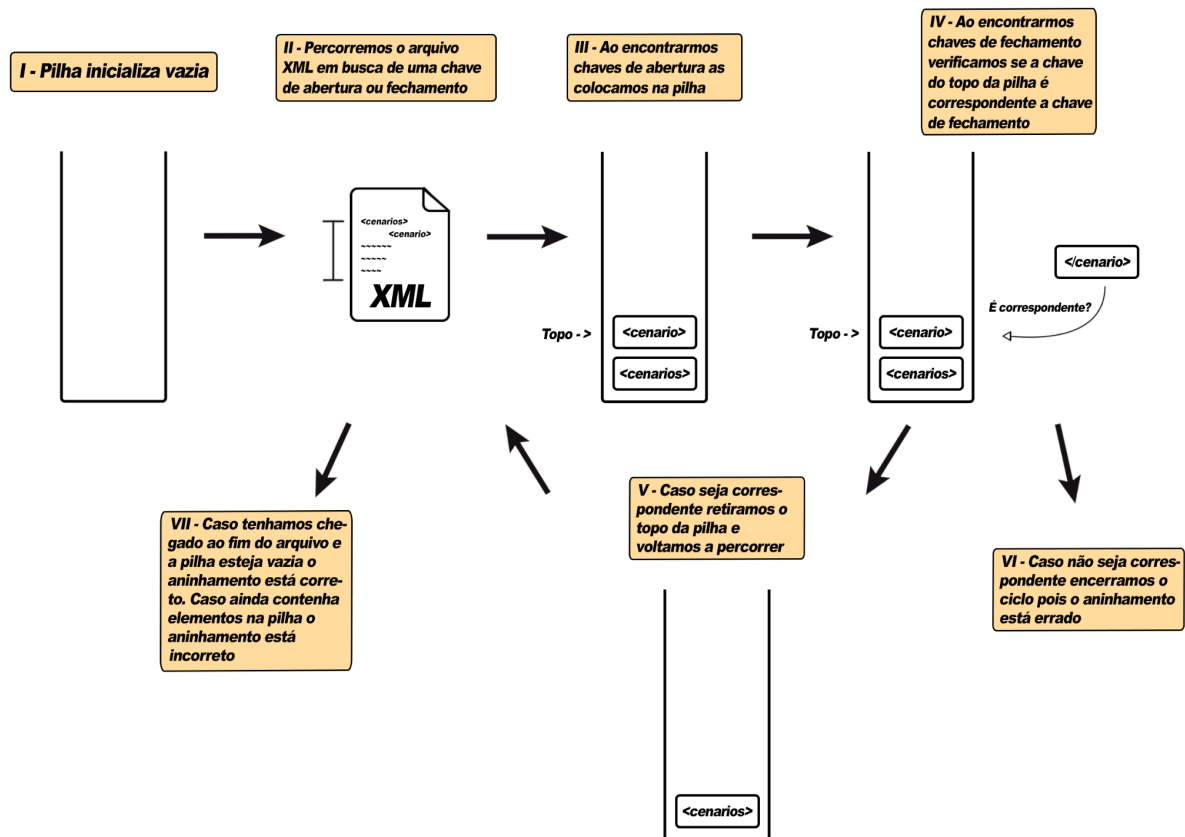 I - Pilha inicializa vazia
II - Percorremos o arquivo
XML em busca de uma chave
de abertura ou fechamento
III - Ao encontrarmos
chaves de abertura as
colocamos na pilha
IV - Ao encontrarmos
chaves de fechamento
verificamos se a chave
do topo da pilha é
correspondente a chave
de fechamento
<cenarios>
<cenario>
~~~~~~
~~~~~
~~~~
XML
Topo - >
<cenario>
<cenarios>
Topo - >
<cenario>
<cenarios>
</cenario>
É correspondente?
V - Caso seja corres-
pondente retiramos o
topo da pilha e
voltamos a percorrer
<cenarios>
VI - Caso não seja corres-
pondente encerramos o
ciclo pois o aninhamento
está errado
VII - Caso tenhamos che-
gado ao fim do arquivo e
a pilha esteja vazia o
aninhamento está corre-
to. Caso ainda contenha
elementos na pilha o
aninhamento está
incorreto